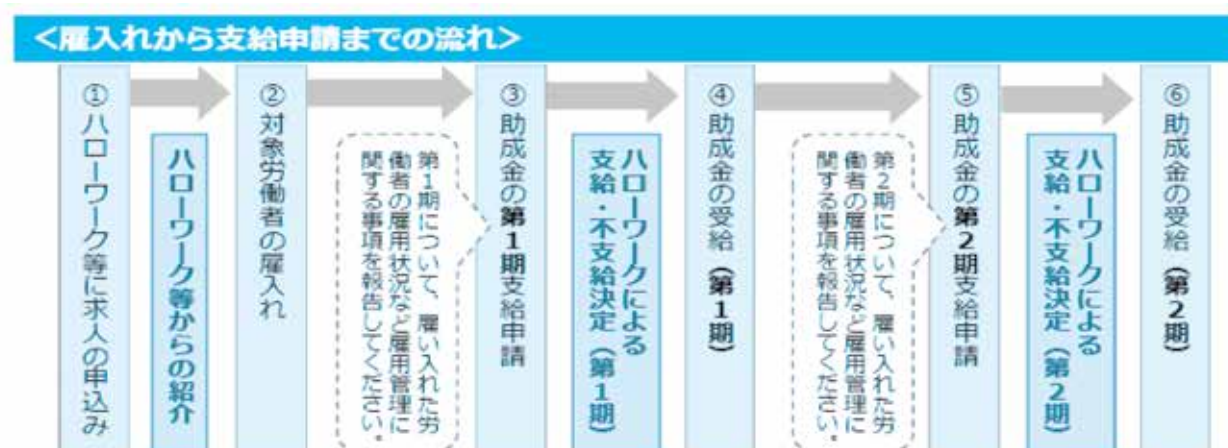 ＜雇入れから支給申請までの流れ＞
①ハローワーク等に求人の申込み
ハローワーク等からの紹介
②対象労働者の雇入れ
第1期について、雇い入れた労
働者の雇用状況など雇用管理に
関する事項を報告してください。
③助成金の第1期支給申請
ハローワークによる
支給・不支給決定（第1期）
④助成金の受給（第1期）
第2期について、雇い入れた労
働者の雇用状況など雇用管理に
関する事項を報告してください。
⑤助成金の第2期支給申請
ハローワークによる
支給・不支給決定（第2期）
⑥助成金の受給（第2期）